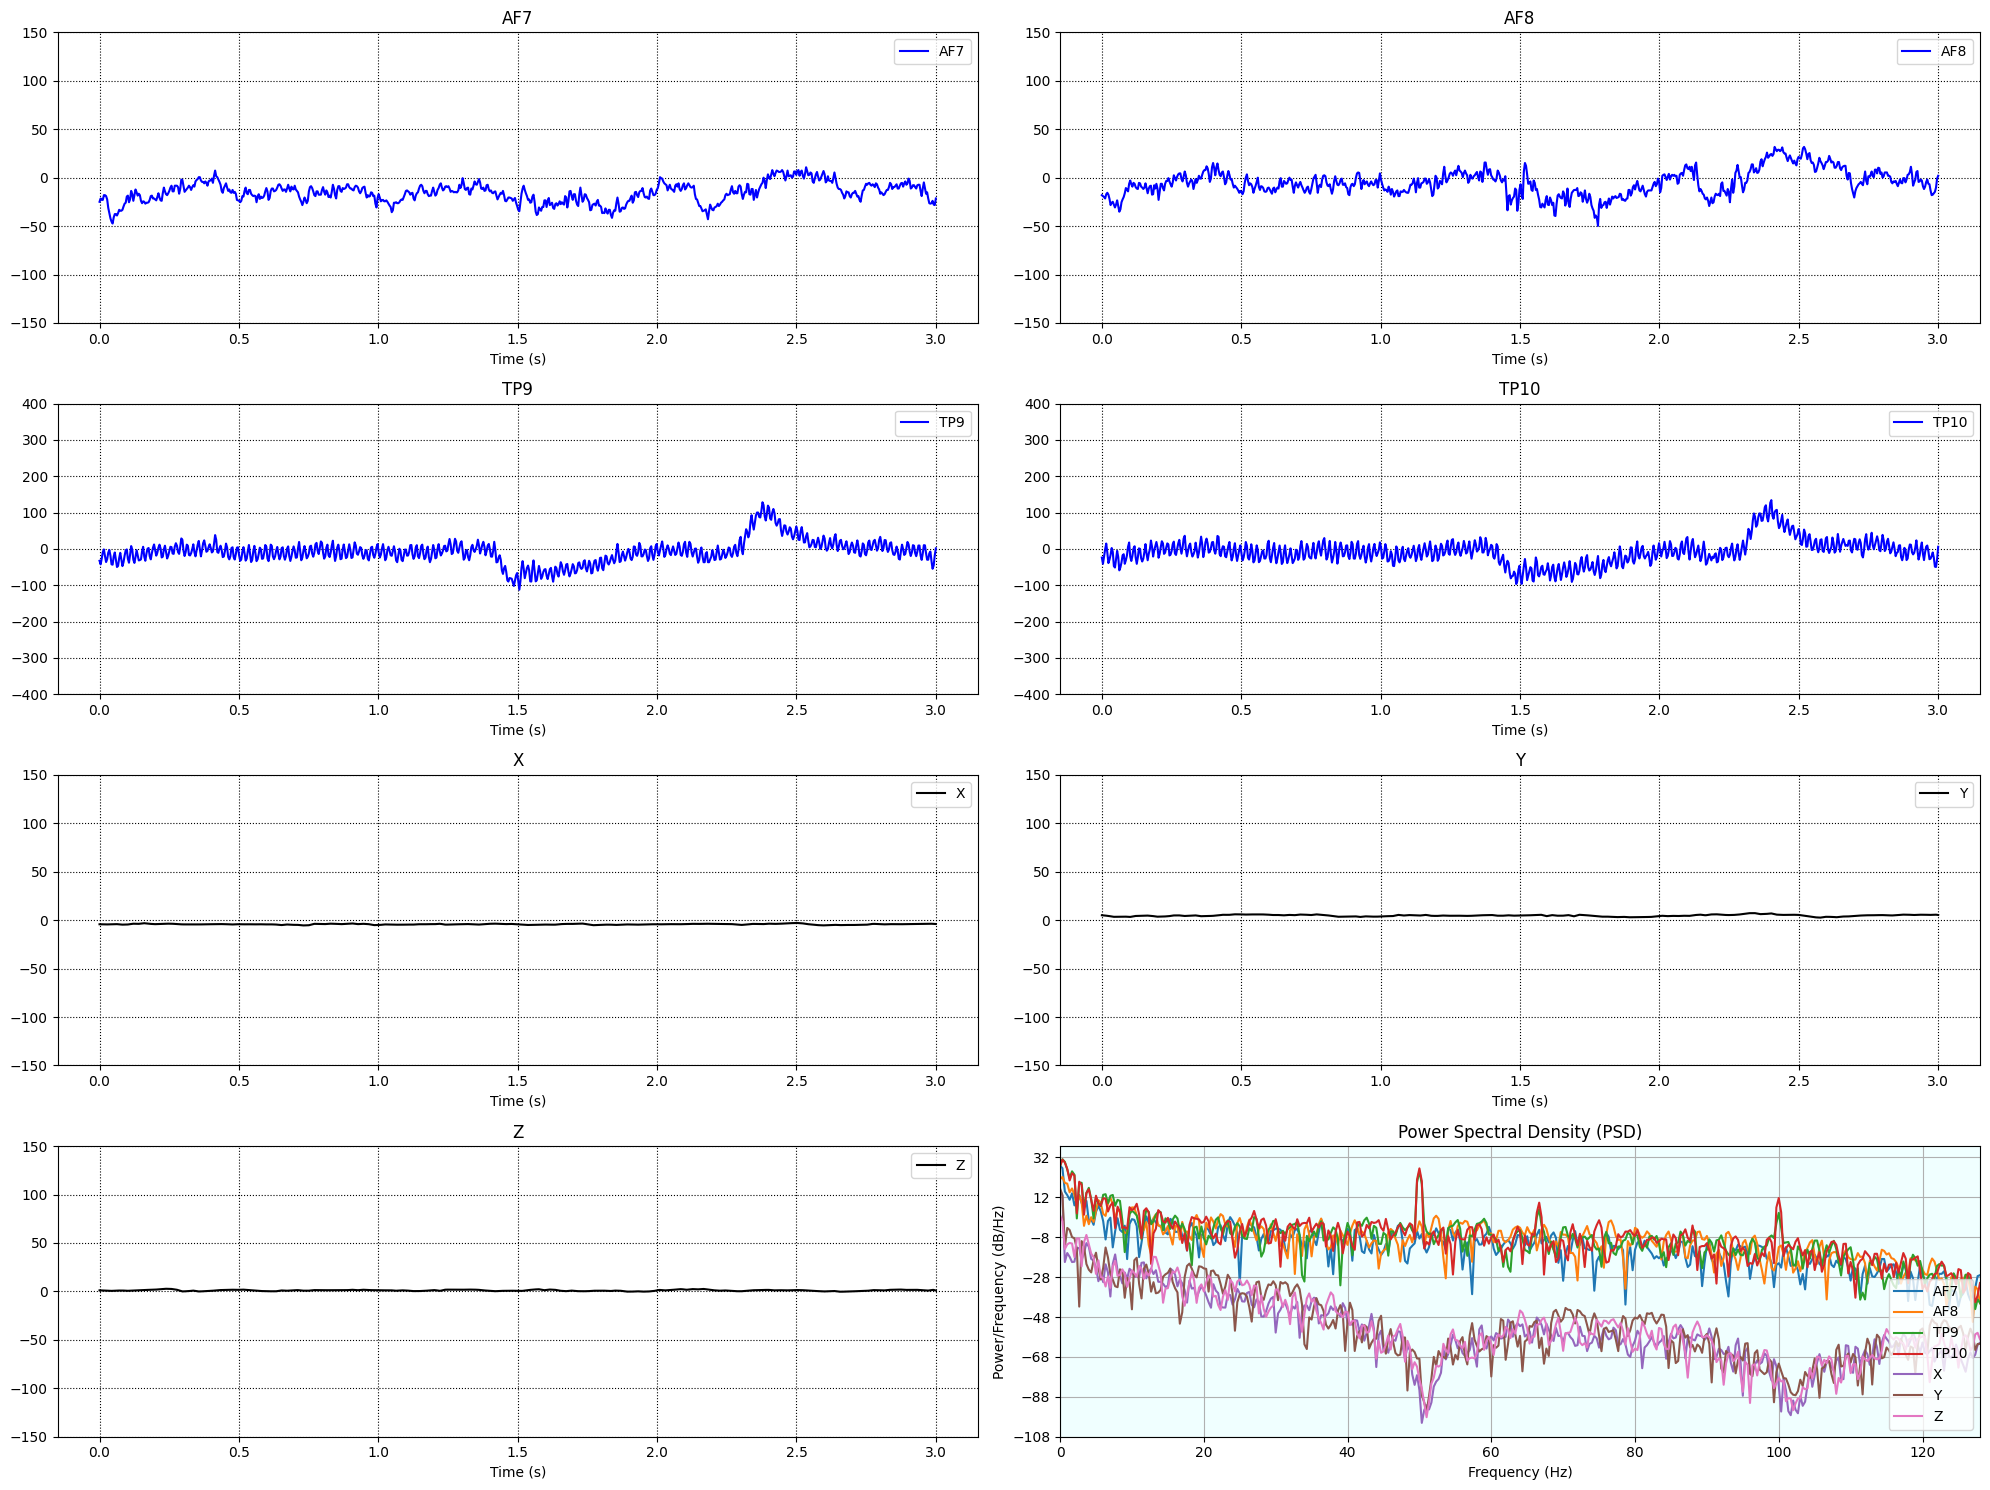 AF7
150
100
50
0
−50
−100
−150
0.0 0.5 1.0 1.5 2.0 2.5 3.0
Time (s)
AF7
AF8
150
100
50
0
−50
−100
−150
0.0 0.5 1.0 1.5 2.0 2.5 3.0
Time (s)
AF8
TP9
400
300
200
100
0
−100
−200
−300
−400
0.0 0.5 1.0 1.5 2.0 2.5 3.0
Time (s)
TP9
TP10
400
300
200
100
0
−100
−200
−300
−400
0.0 0.5 1.0 1.5 2.0 2.5 3.0
Time (s)
TP10
X
150
100
50
0
−50
−100
−150
0.0 0.5 1.0 1.5 2.0 2.5 3.0
Time (s)
X
Y
150
100
50
0
−50
−100
−150
0.0 0.5 1.0 1.5 2.0 2.5 3.0
Time (s)
Y
Z
150
100
50
0
−50
−100
−150
0.0 0.5 1.0 1.5 2.0 2.5 3.0
Time (s)
Z
Power Spectral Density (PSD)
Power/Frequency (dB/Hz)
32
12
−8
−28
−48
−68
−88
−108
0 20 40 60 80 100 120
Frequency (Hz)
AF7
AF8
TP9
TP10
X
Y
Z